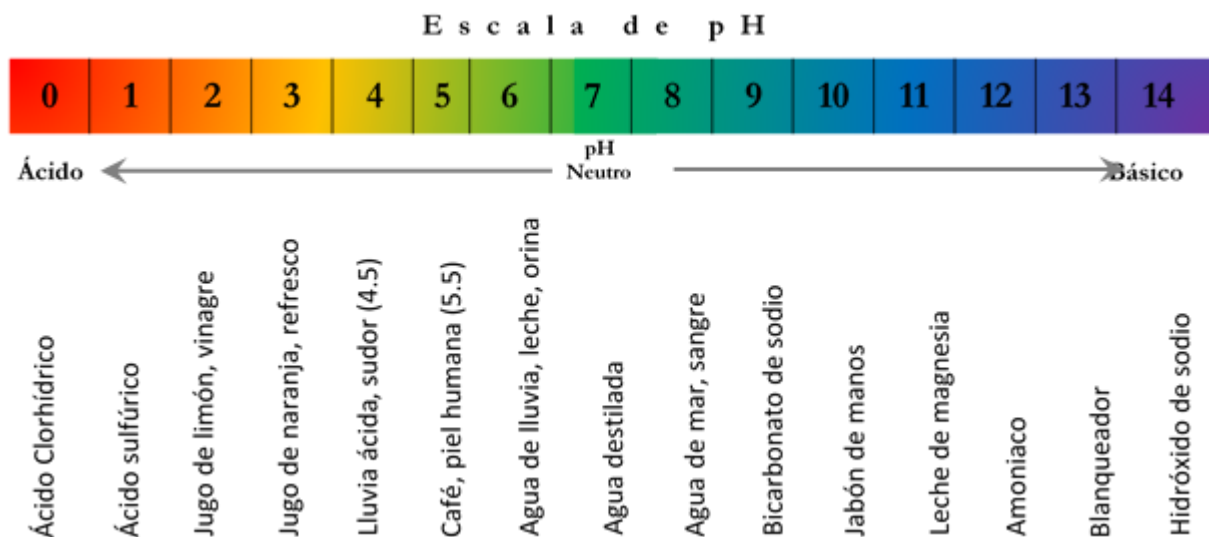 Escala de pH
0 1 2 3 4 5 6 7 8 9 10 11 12 13 14
Ácido
pH
Neutro
Básico
Ácido Clorhídrico
Ácido sulfúrico
Jugo de limón, vinagre
Jugo de naranja, refresco
Lluvia ácida, sudor (4.5)
Café, piel humana (5.5)
Agua de lluvia, leche, orina
Agua destilada
Agua de mar, sangre
Bicarbonato de sodio
Jabón de manos
Leche de magnesia
Amoniaco
Blanqueador
Hidróxido de sodio